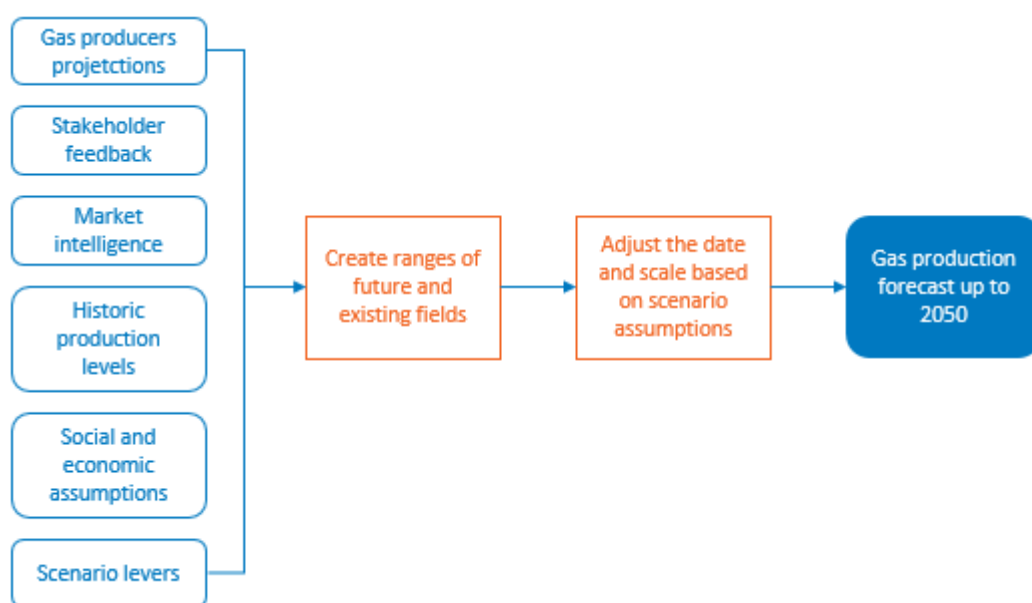 Gas producers
projetctions
Stakeholder
feedback
Market
intelligence
Historic
production
levels
Social and
economic
assumptions
Scenario levers
Create ranges of
future and
existing fields
Adjust the date
and scale based
on scenario
assumptions
Gas production
forecast up to
2050